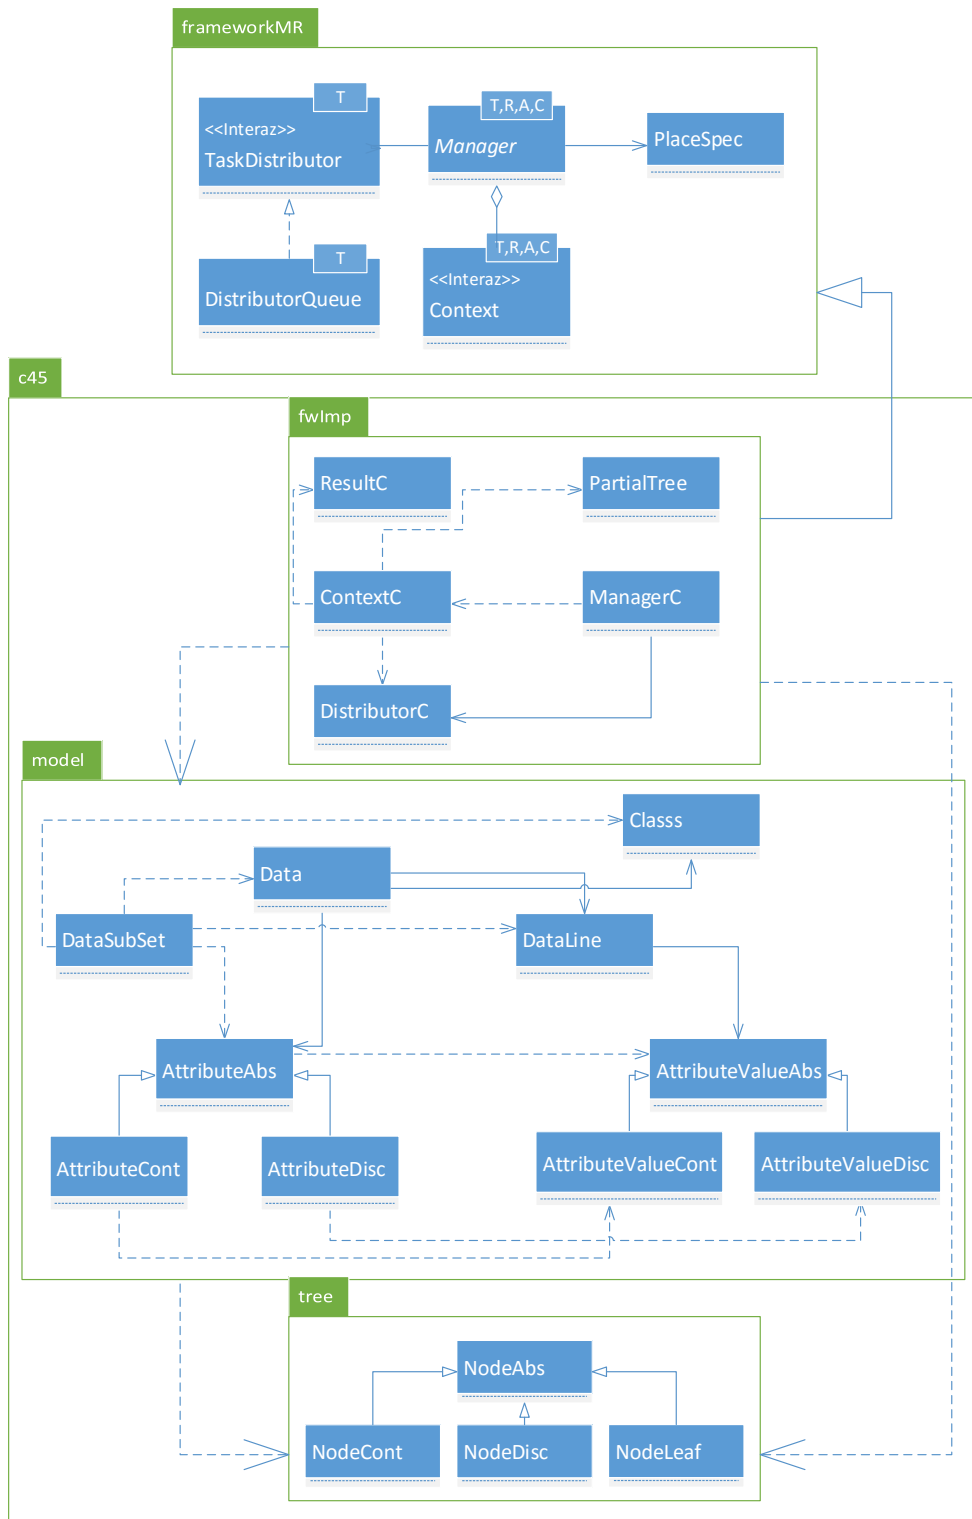 frameworkMR
T
<<Interaz>>
TaskDistributor
T,R,A,C
Manager
PlaceSpec
T
DistributorQueue
T,R,A,C
<<Interaz>>
Context
c45
fwImp
ResultC
PartialTree
ContextC
ManagerC
DistributorC
model
Classs
Data
DataSubSet
DataLine
AttributeAbs
AttributeValueAbs
AttributeCont
AttributeDisc
AttributeValueCont
AttributeValueDisc
tree
NodeAbs
NodeCont
NodeDisc
NodeLeaf